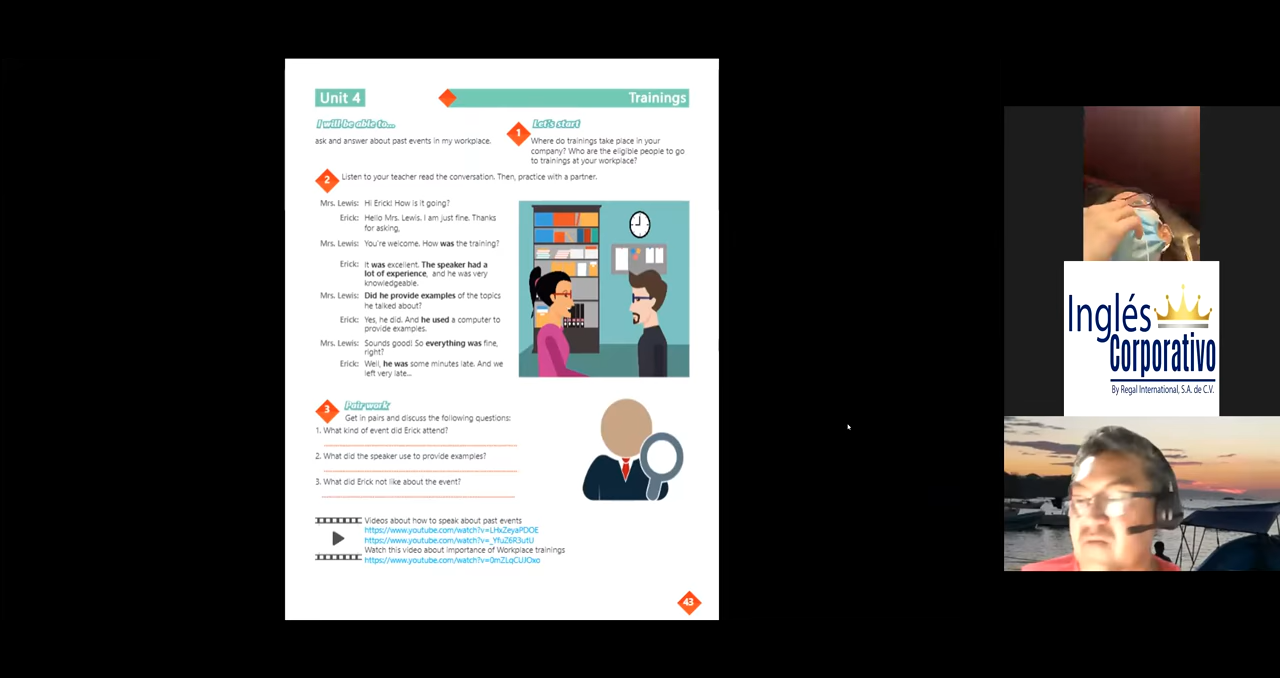 Unit 4
Trainings
I will be able to...
ask and answer about past events in my workplace.
1
Let's start
Where do trainings take place in your
company? Who are the eligible people to go
to trainings at your workplace?
2
Listen to your teacher read the conversation. Then, practice with a partner.
Mrs. Lewis: Hi Erick! How is it going?
Erick: Hello Mrs. Lewis. I am just fine. Thanks
for asking,
Mrs. Lewis: You're welcome. How was the training?
Erick: It was excellent. The speaker had a
lot of experience, and he was very
knowledgeable.
Mrs. Lewis: Did he provide examples of the topics
he talked about?
Erick: Yes, he did. And he used a computer to
provide examples.
Mrs. Lewis: Sounds good! So everything was fine,
right?
Erick: Well, he was some minutes late. And we
left very late...
3
Pair work
Get in pairs and discuss the following questions:
1. What kind of event did Erick attend?
2. What did the speaker use to provide examples?
3. What did Erick not like about the event?
Videos about how to speak about past events
https://www.youtube.com/watch?v=LHxZeyaPDOE
https://www.youtube.com/watch?v=_YfuZ6R3utU
Watch this video about importance of Workplace trainings
https://www.youtube.com/watch?v=0mZLqCUJOxo
43
Inglés
Corporativo
By Regal International, S.A. de C.V.